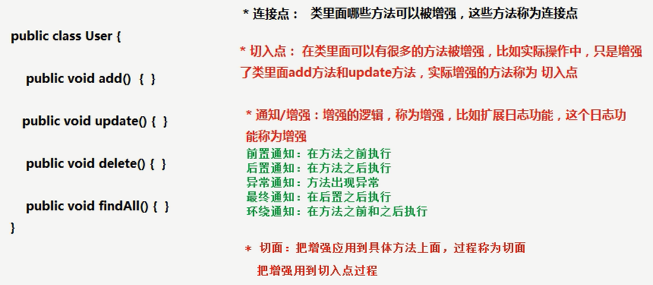 public class User {
public void add() { }
public void update() { }
public void delete() { }
public void findAll() { }
}
* 连接点： 类里面哪些方法可以被增强，这些方法称为连接点
* 切入点： 在类里面可以有很多的方法被增强，比如实际操作中，只是增强
了类里面add方法和update方法，实际增强的方法称为 切入点
* 通知/增强：增强的逻辑，称为增强，比如扩展日志功能，这个日志功
能称为增强
前置通知：在方法之前执行
后置通知：在方法之后执行
异常通知：方法出现异常
最终通知：在后置之后执行
环绕通知：在方法之前和之后执行
* 切面：把增强应用到具体方法上面，过程称为切面
把增强用到切入点过程